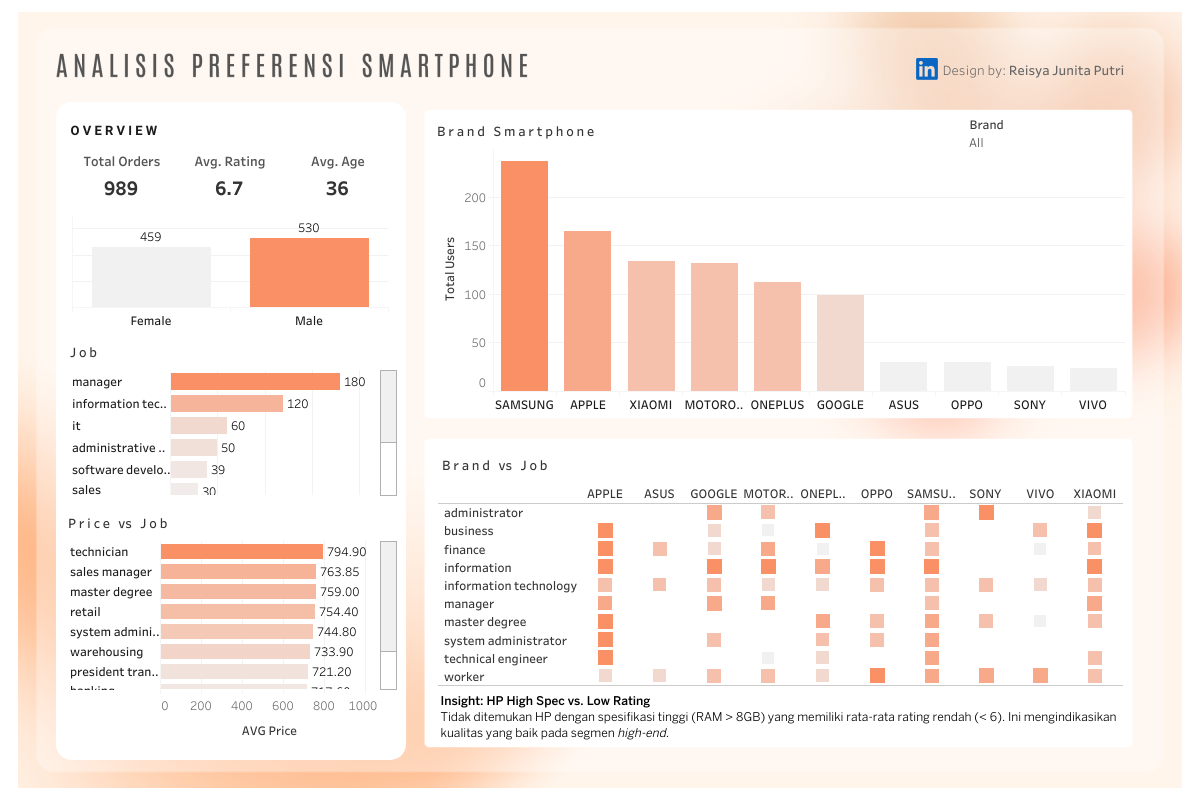 ANALISIS PREFERENSI SMARTPHONE
in Design by: Reisya Junita Putri
OVERVIEW
Total Orders Avg. Rating Avg. Age
989 6.7 36
459 530
Female Male
Job
manager 180
information tec.. 120
it 60
administrative .. 50
software develo.. 39
sales 30
Price vs Job
technician 794.90
sales manager 763.85
master degree 759.00
retail 754.40
system admini.. 744.80
warehousing 733.90
president tran.. 721.20
0 200 400 600 800 1000
AVG Price
Brand Smartphone
Brand
All
Total Users
200
150
100
50
0
SAMSUNG APPLE XIAOMI MOTORO.. ONEPLUS GOOGLE ASUS OPPO SONY VIVO
Brand vs Job
APPLE ASUS GOOGLE MOTOR.. ONEPL.. OPPO SAMSU.. SONY VIVO XIAOMI
administrator
business
finance
information
information technology
manager
master degree
system administrator
technical engineer
worker
Insight: HP High Spec vs. Low Rating
Tidak ditemukan HP dengan spesifikasi tinggi (RAM > 8GB) yang memiliki rata-rata rating rendah (< 6). Ini mengindikasikan
kualitas yang baik pada segmen high-end.